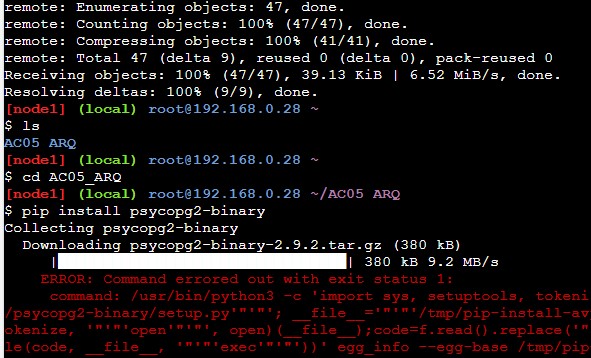 remote: Enumerating objects: 47, done.
remote: Counting objects: 100% (47/47), done.
remote: Compressing objects: 100% (41/41), done.
remote: Total 47 (delta 9), reused 0 (delta 0), pack-reused 0
Receiving objects: 100% (47/47), 39.13 KiB | 6.52 MiB/s, done.
Resolving deltas: 100% (9/9), done.
[node1] (local) root@192.168.0.28 ~
$ ls
AC05_ARQ
[node1] (local) root@192.168.0.28 ~
$ cd AC05_ARQ
[node1] (local) root@192.168.0.28 ~/AC05_ARQ
$ pip install psycopg2-binary
Collecting psycopg2-binary
Downloading psycopg2-binary-2.9.2.tar.gz (380 kB)
| | 380 kB 9.2 MB/s
ERROR: Command errored out with exit status 1:
command: /usr/bin/python3 -c 'import sys, setuptools, tokeni
/psycopg2-binary/setup.py'"'"'; __file__='"'"'/tmp/pip-install-av
okenize, '"'"'open'"'"', open)(__file__);code=f.read().replace('"'
le(code, __file__, '"'"'exec'"'"'))' egg_info --egg-base /tmp/pip